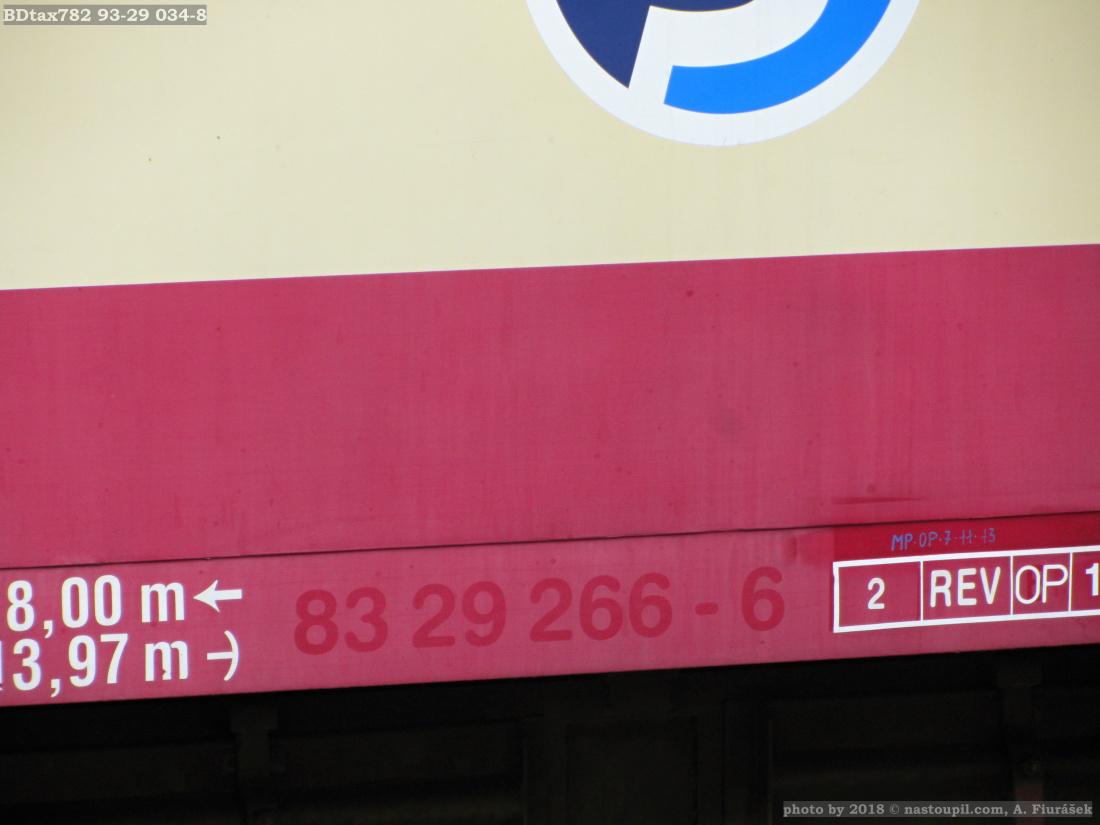 BDtax782 93-29 034-8
MP·OP·7·11·13
8,00 m ←
83 29 266 - 6
2 REV OP 1
13,97 m →)
photo by 2018 © nastoupil.com, A. Fiurášek